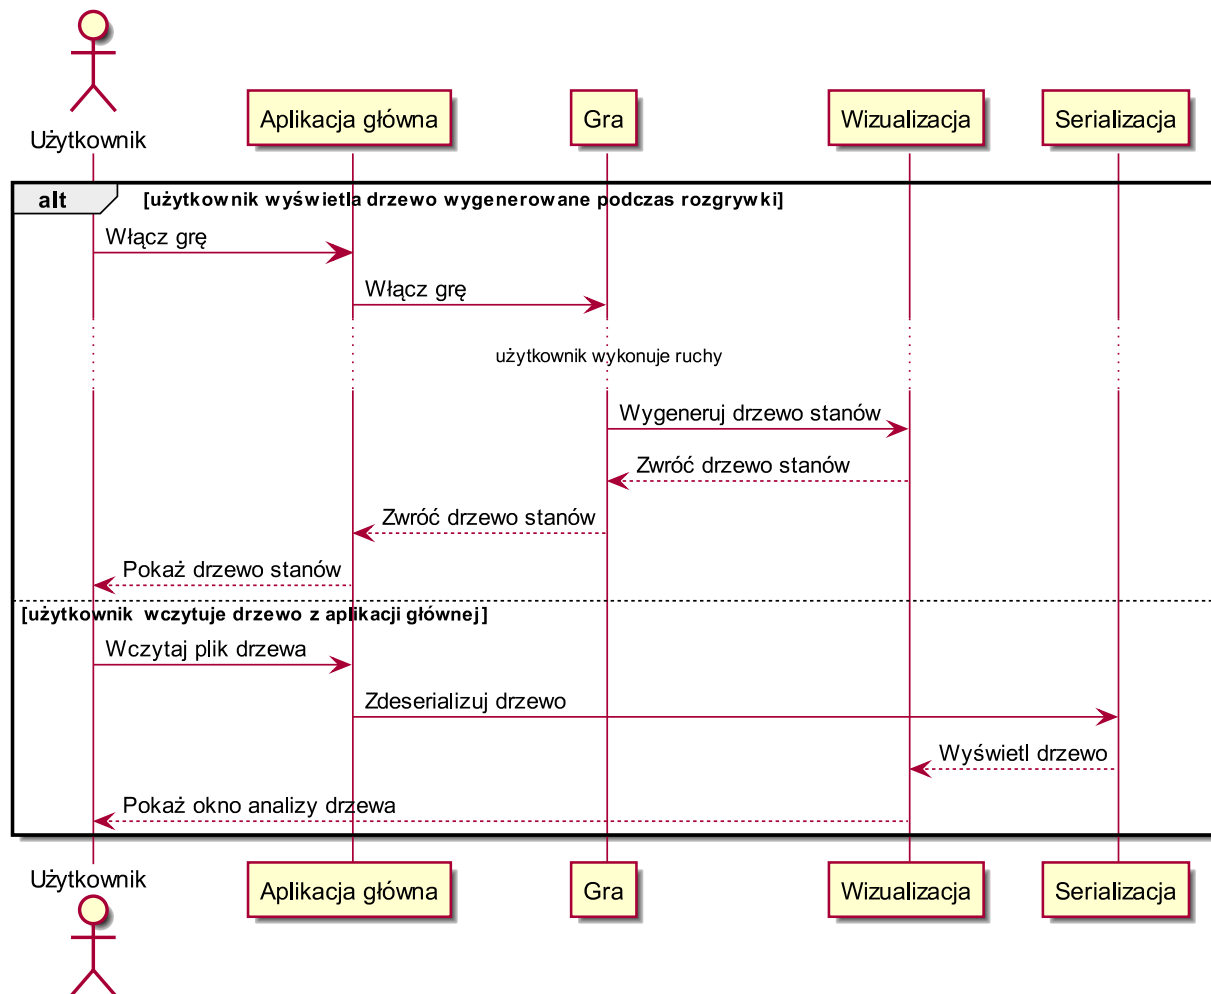 Użytkownik
Aplikacja główna
Gra
Wizualizacja
Serializacja
alt
[użytkownik wyświetla drzewo wygenerowane podczas rozgrywki]
Włącz grę
Włącz grę
użytkownik wykonuje ruchy
Wygeneruj drzewo stanów
Zwróć drzewo stanów
Zwróć drzewo stanów
Pokaż drzewo stanów
[użytkownik wczytuje drzewo z aplikacji głównej]
Wczytaj plik drzewa
Zdeserializuj drzewo
Wyświetl drzewo
Pokaż okno analizy drzewa
Użytkownik
Aplikacja główna
Gra
Wizualizacja
Serializacja